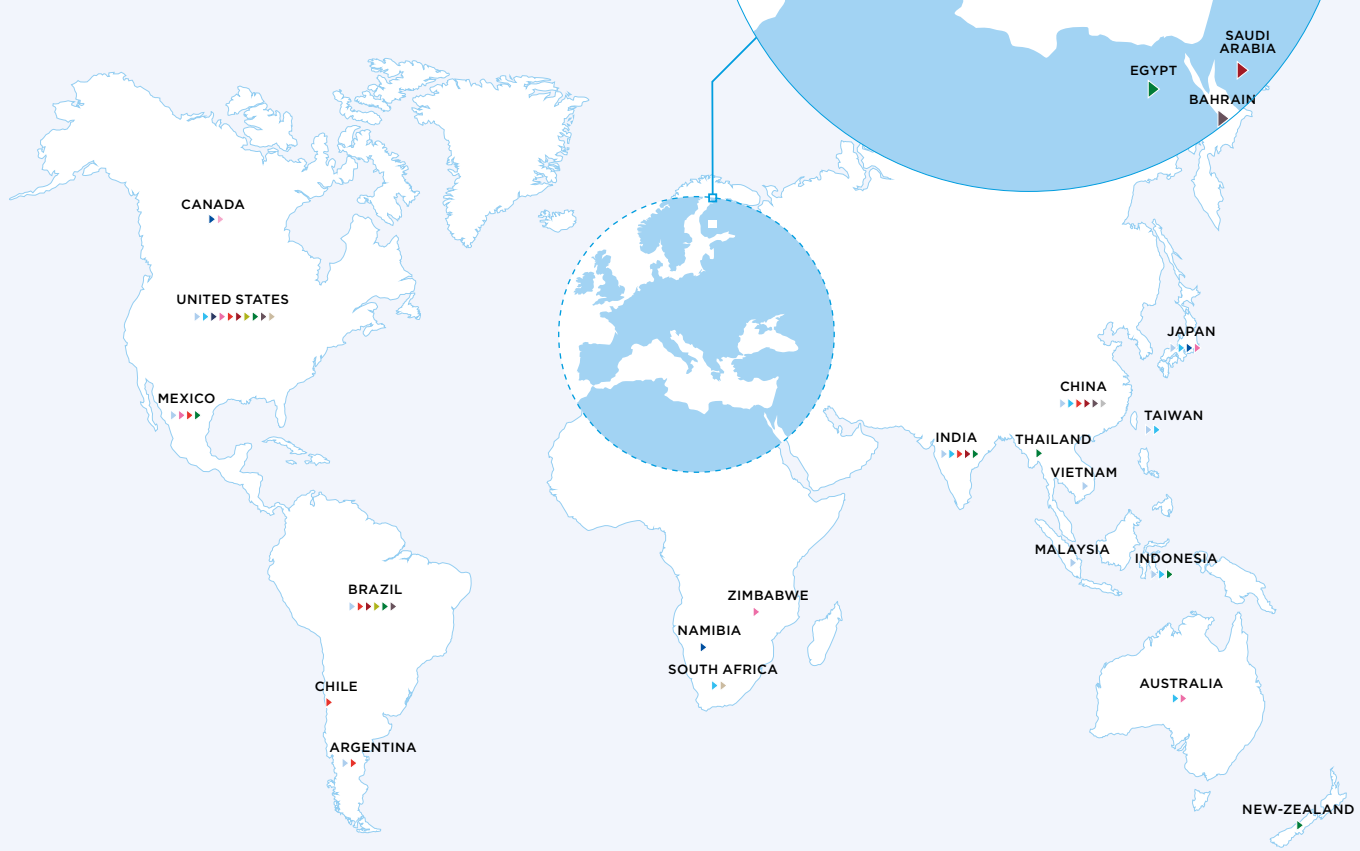 SAUDI
ARABIA
EGYPT
BAHRAIN
CANADA
UNITED STATES
JAPAN
CHINA
MEXICO
TAIWAN
INDIA
THAILAND
VIETNAM
MALAYSIA
INDONESIA
BRAZIL
ZIMBABWE
NAMIBIA
SOUTH AFRICA
AUSTRALIA
CHILE
ARGENTINA
NEW-ZEALAND